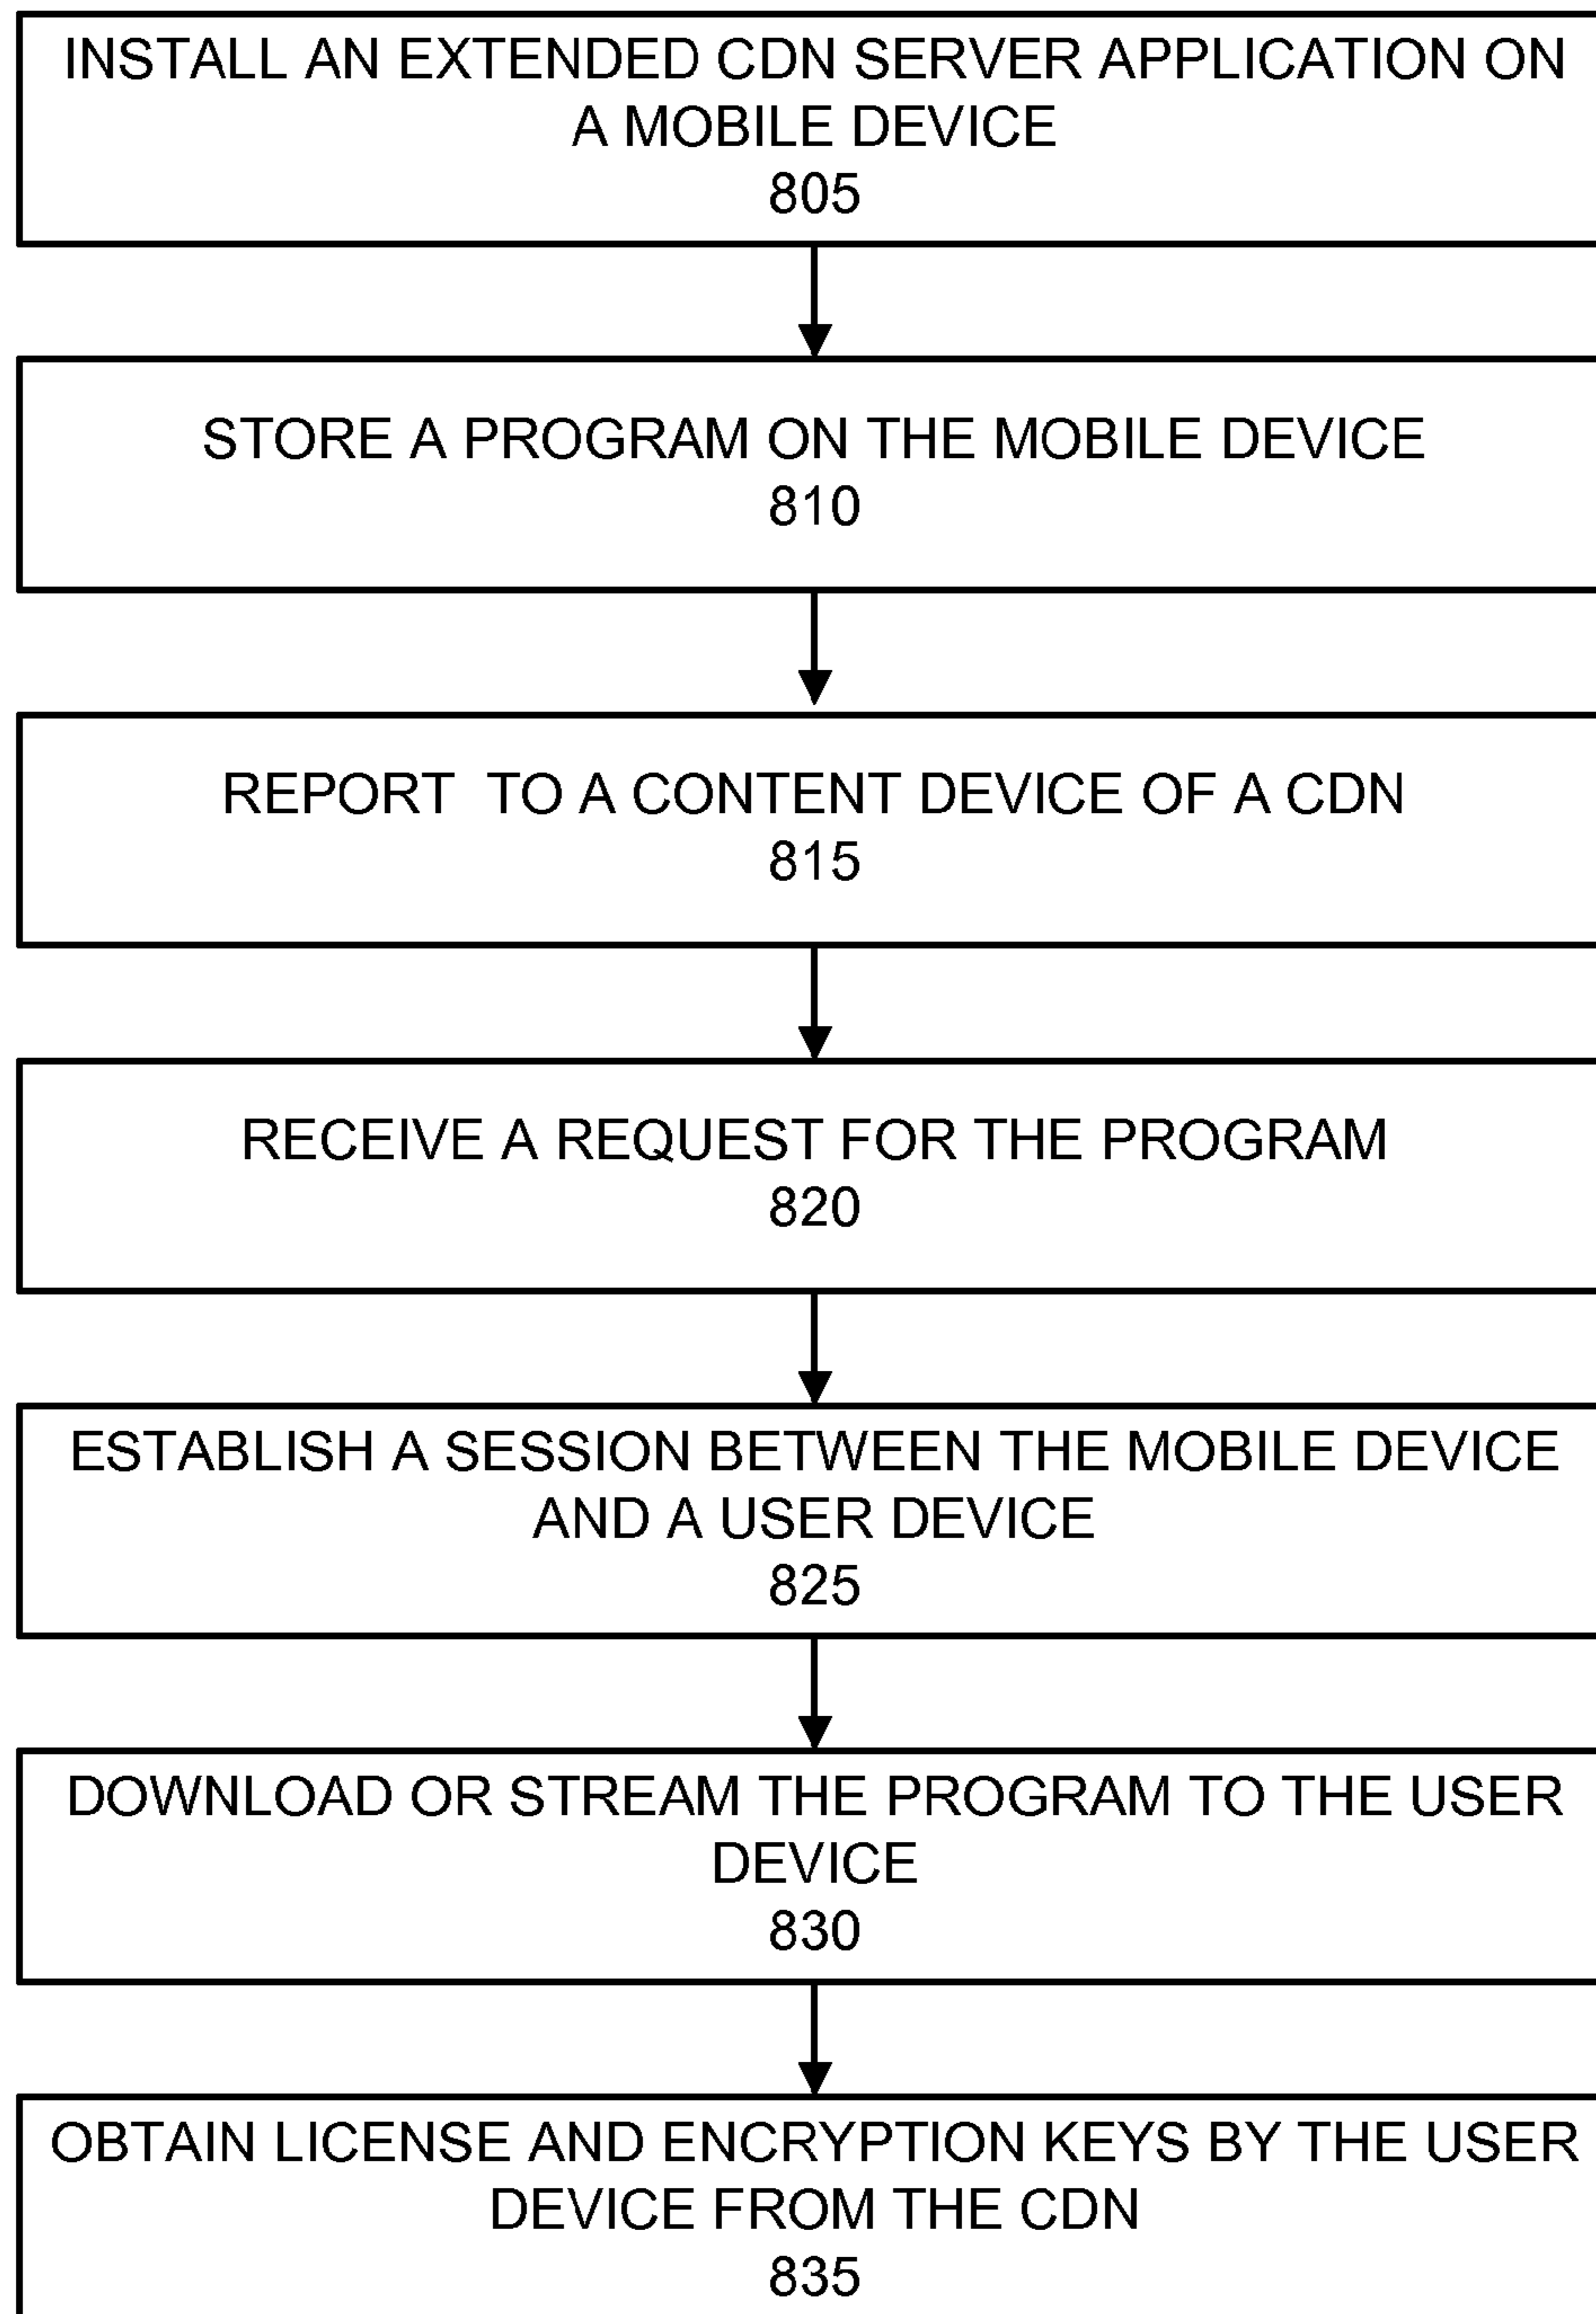 INSTALL AN EXTENDED CDN SERVER APPLICATION ON
A MOBILE DEVICE
805
STORE A PROGRAM ON THE MOBILE DEVICE
810
REPORT TO A CONTENT DEVICE OF A CDN
815
RECEIVE A REQUEST FOR THE PROGRAM
820
ESTABLISH A SESSION BETWEEN THE MOBILE DEVICE
AND A USER DEVICE
825
DOWNLOAD OR STREAM THE PROGRAM TO THE USER
DEVICE
830
OBTAIN LICENSE AND ENCRYPTION KEYS BY THE USER
DEVICE FROM THE CDN
835